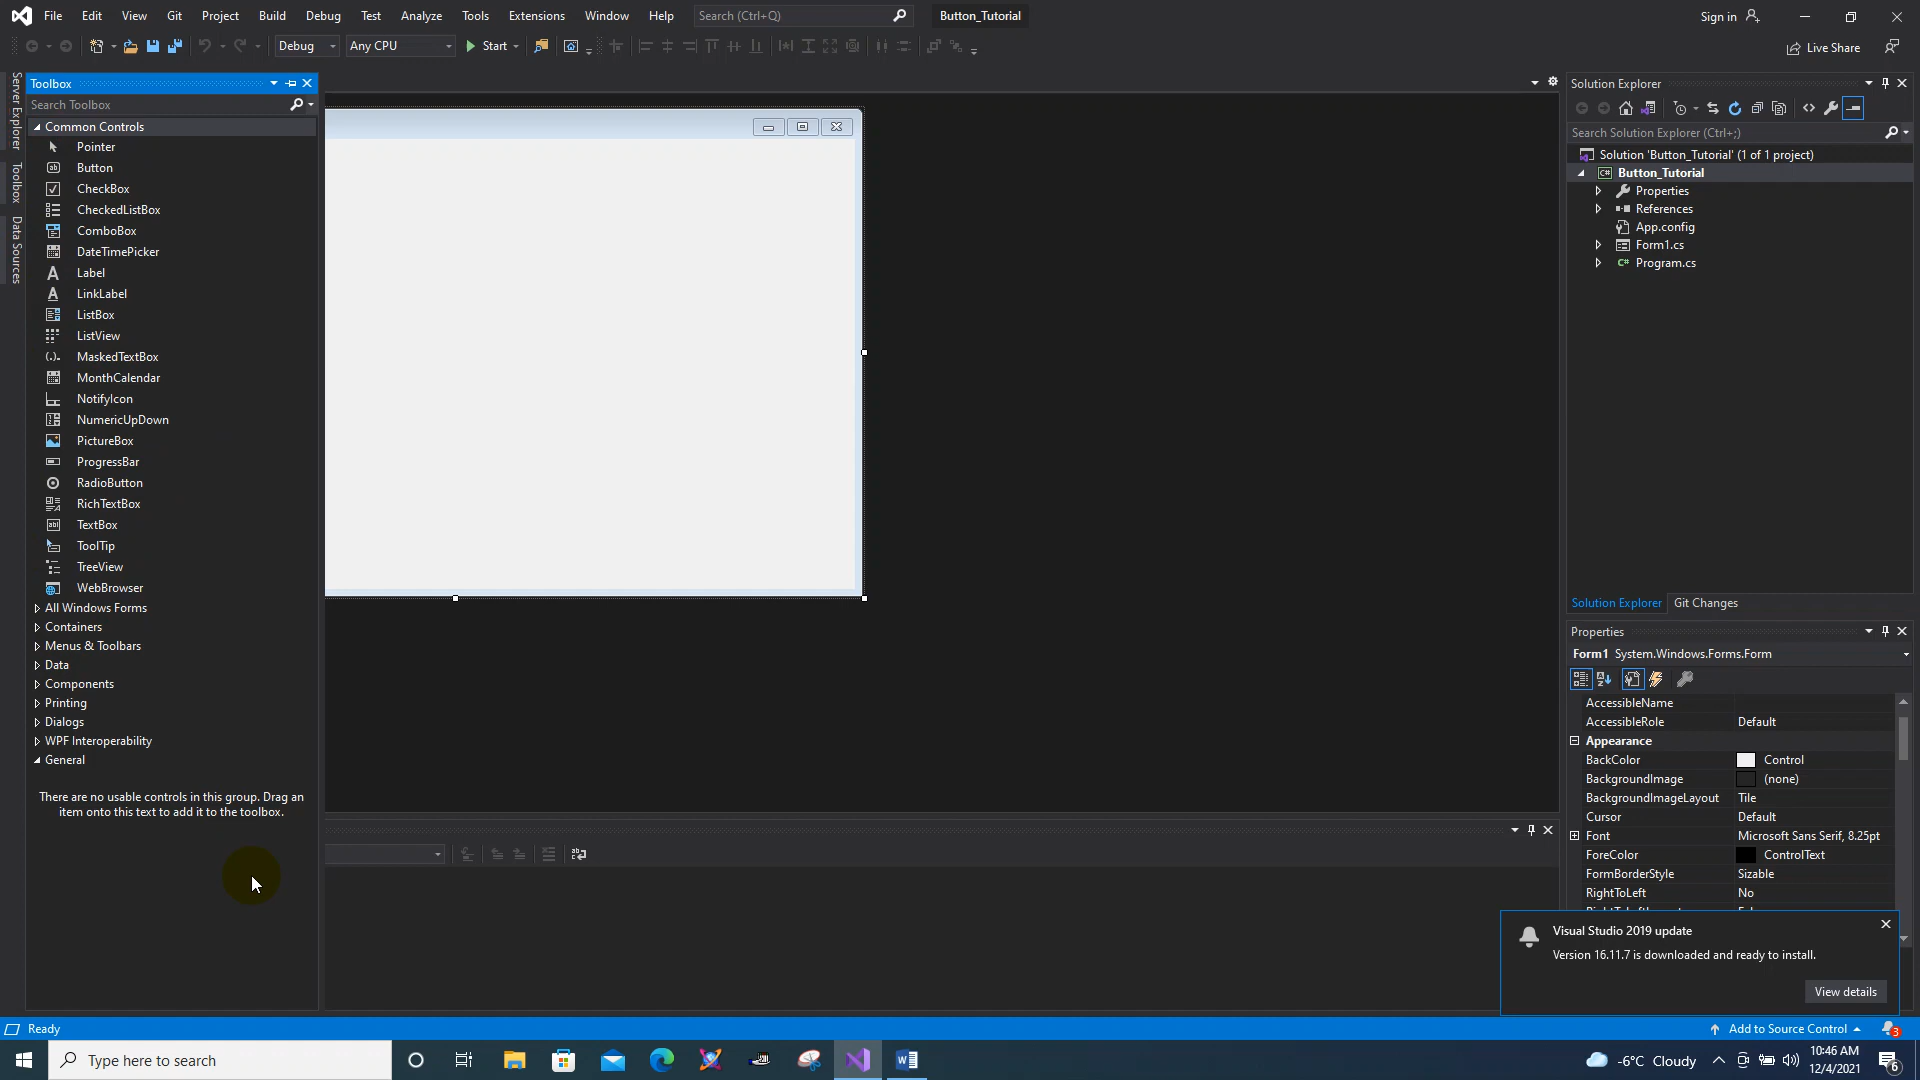 File Edit View Git Project Build Debug Test Analyze Tools Extensions Window Help Search (Ctrl+Q) Button_Tutorial Sign in
Debug Any CPU Start Live Share
Server Explorer
Toolbox
Data Sources
Toolbox
Search Toolbox
Common Controls
Pointer
Button
CheckBox
CheckedListBox
ComboBox
DateTimePicker
Label
LinkLabel
ListBox
ListView
MaskedTextBox
MonthCalendar
NotifyIcon
NumericUpDown
PictureBox
ProgressBar
RadioButton
RichTextBox
TextBox
ToolTip
TreeView
WebBrowser
All Windows Forms
Containers
Menus & Toolbars
Data
Components
Printing
Dialogs
WPF Interoperability
General
There are no usable controls in this group. Drag an
item onto this text to add it to the toolbox.
Solution Explorer
Search Solution Explorer (Ctrl+;)
Solution 'Button_Tutorial' (1 of 1 project)
Button_Tutorial
Properties
References
App.config
Form1.cs
Program.cs
Solution Explorer Git Changes
Properties
Form1 System.Windows.Forms.Form
AccessibleName
AccessibleRole Default
Appearance
BackColor Control
BackgroundImage (none)
BackgroundImageLayout Tile
Cursor Default
Font Microsoft Sans Serif, 8.25pt
ForeColor ControlText
FormBorderStyle Sizable
RightToLeft No
Visual Studio 2019 update
Version 16.11.7 is downloaded and ready to install.
View details
Ready Add to Source Control 3
Type here to search -6°C Cloudy 10:46 AM
12/4/2021 6